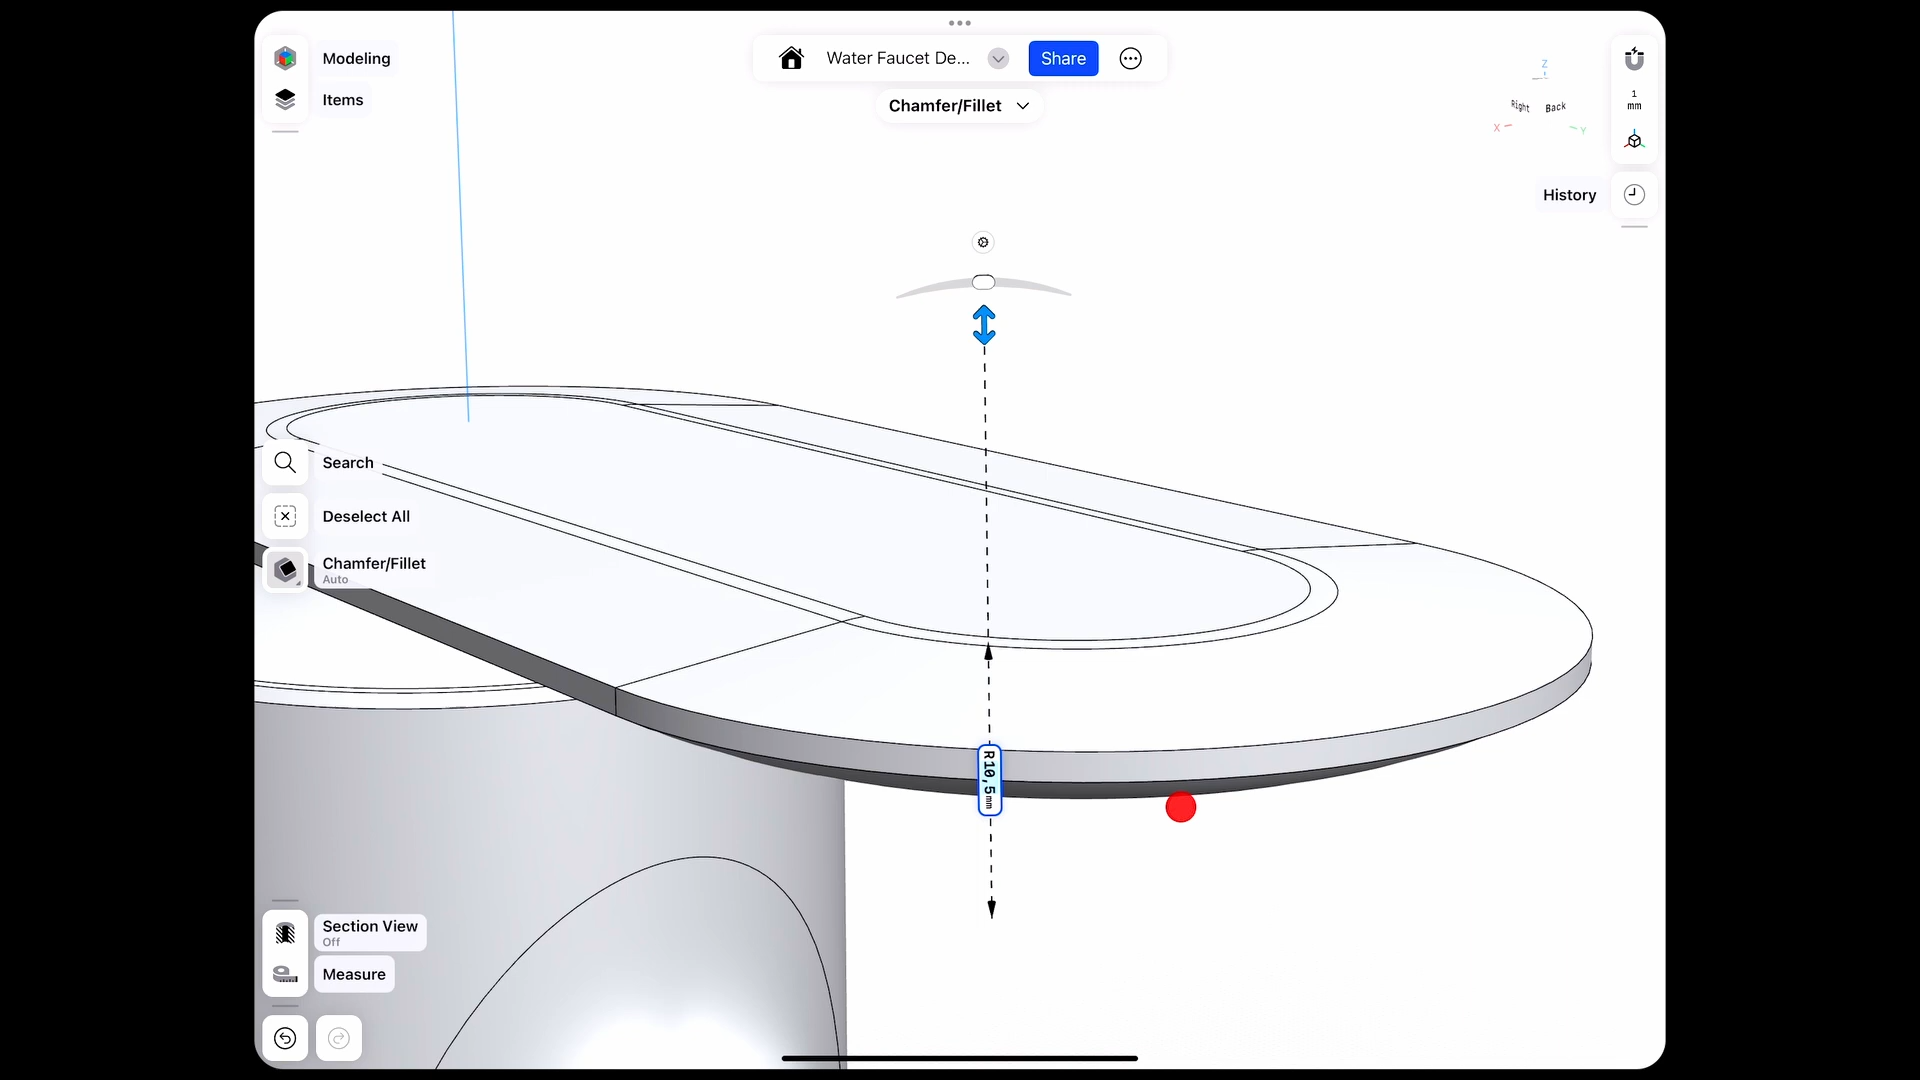 Modeling
Items
Water Faucet De...
Share
Chamfer/Fillet
Z
Right
Back
X
Y
1
mm
History
Search
Deselect All
Chamfer/Fillet
Auto
R10,5mm
Section View
Off
Measure